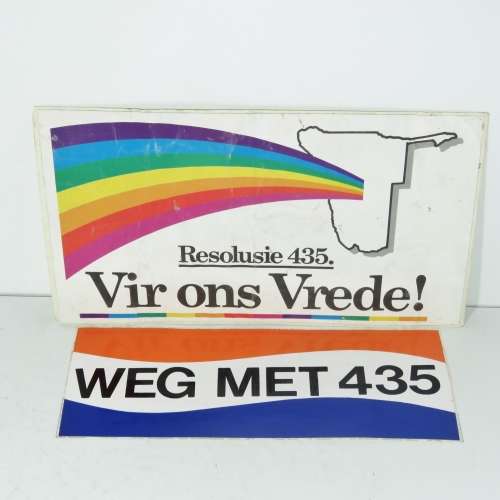 Resolusie 435.
Vir ons Vrede!
WEG MET 435